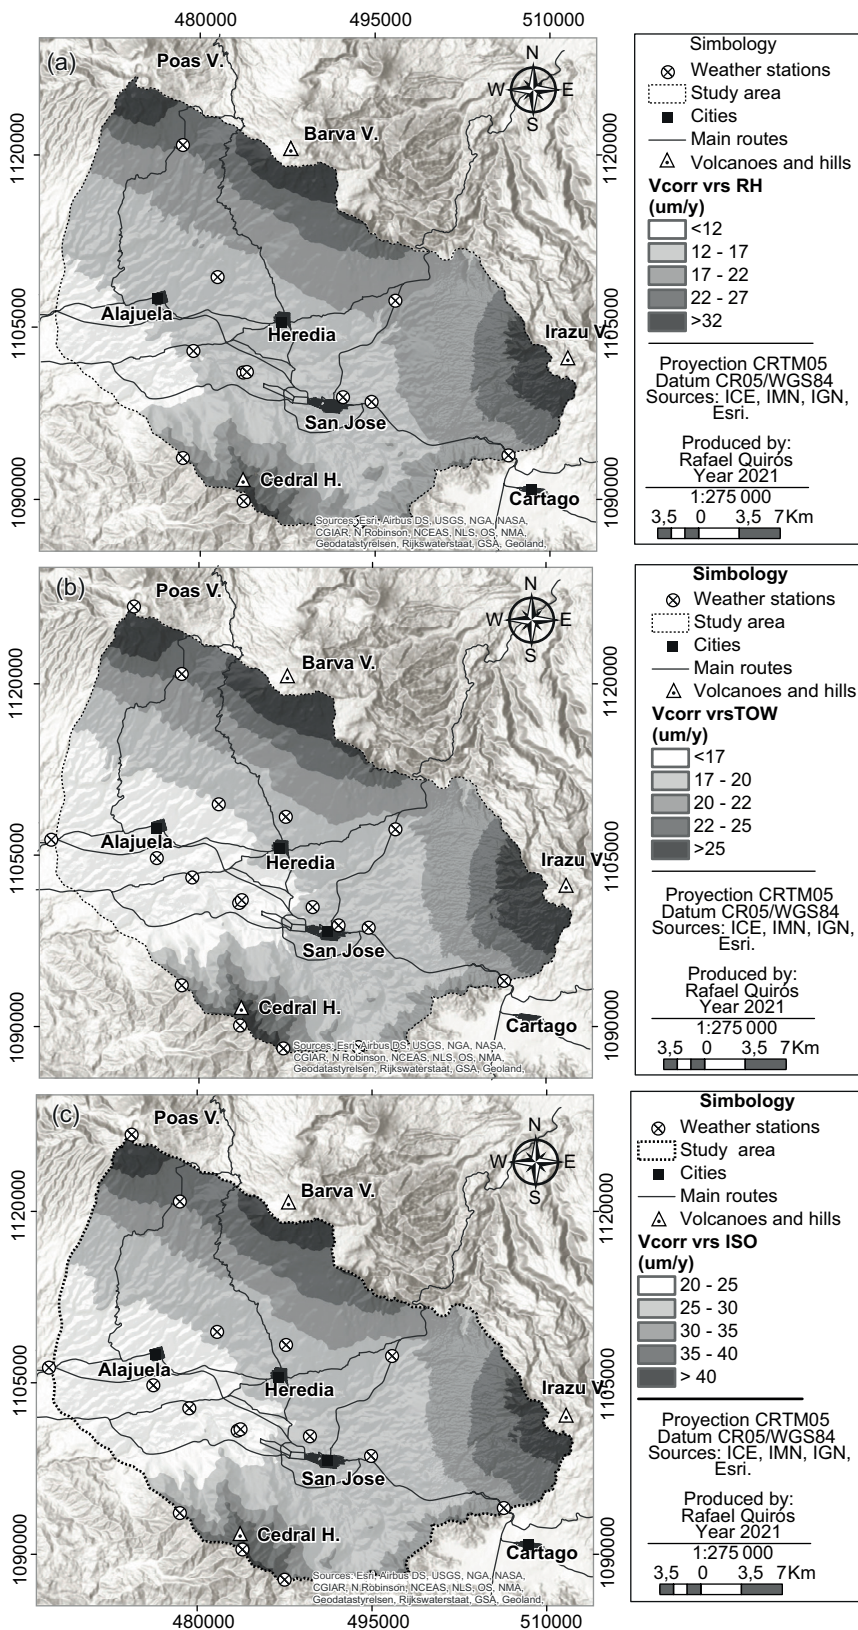 480000 495000 510000
(a)
Poas V.
N
W E
S
Barva V.
1120000
1120000
Alajuela
Heredia
Irazu V.
1105000
1105000
San Jose
Cedral H.
Cartago
1090000
1090000
Sources: Esri, Airbus DS, USGS, NGA, NASA,
CGIAR, N Robinson, NCEAS, NLS, OS, NMA,
Geodatastyrelsen, Rijkswaterstaat, GSA, Geoland,
Simbology
Weather stations
Study area
Cities
Main routes
Volcanoes and hills
Vcorr vrs RH
(um/y)
<12
12 - 17
17 - 22
22 - 27
>32
Proyection CRTM05
Datum CR05/WGS84
Sources: ICE, IMN, IGN,
Esri.
Produced by:
Rafael Quirós
Year 2021
1:275 000
3,5 0 3,5 7Km
(b)
Poas V.
N
W E
S
Barva V.
1120000
1120000
Alajuela
Heredia
Irazu V.
1105000
1105000
San Jose
Cedral H.
Cartago
1090000
1090000
Sources: Esri, Airbus DS, USGS, NGA, NASA,
CGIAR, N Robinson, NCEAS, NLS, OS, NMA,
Geodatastyrelsen, Rijkswaterstaat, GSA, Geoland,
Simbology
Weather stations
Study area
Cities
Main routes
Volcanoes and hills
Vcorr vrsTOW
(um/y)
<17
17 - 20
20 - 22
22 - 25
>25
Proyection CRTM05
Datum CR05/WGS84
Sources: ICE, IMN, IGN,
Esri.
Produced by:
Rafael Quirós
Year 2021
1:275 000
3,5 0 3,5 7Km
(c)
Poas V.
N
W E
S
Barva V.
1120000
1120000
Alajuela
Heredia
Irazu V.
1105000
1105000
San Jose
Cedral H.
Cartago
1090000
1090000
Sources: Esri, Airbus DS, USGS, NGA, NASA,
CGIAR, N Robinson, NCEAS, NLS, OS, NMA,
Geodatastyrelsen, Rijkswaterstaat, GSA, Geoland,
480000 495000 510000
Simbology
Weather stations
Study area
Cities
Main routes
Volcanoes and hills
Vcorr vrs ISO
(um/y)
20 - 25
25 - 30
30 - 35
35 - 40
> 40
Proyection CRTM05
Datum CR05/WGS84
Sources: ICE, IMN, IGN,
Esri.
Produced by:
Rafael Quirós
Year 2021
1:275 000
3,5 0 3,5 7Km